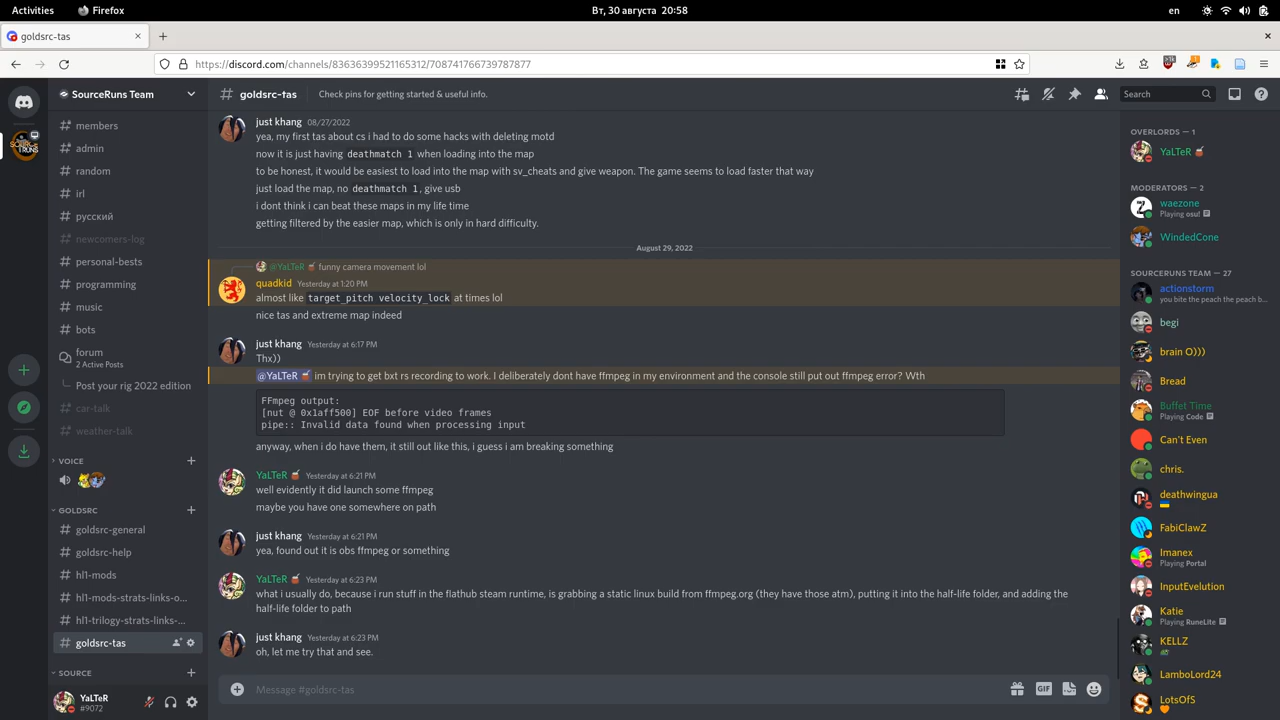 Activities
Firefox
Вт, 30 августа 20:58
en
goldsrc-tas
https://discord.com/channels/83636399521165312/708741766739787877
SourceRuns Team
goldsrc-tas
Check pins for getting started & useful info.
Search
members
admin
random
irl
русский
newcomers-log
personal-bests
programming
music
bots
forum
2 Active Posts
Post your rig 2022 edition
car-talk
weather-talk
VOICE
GOLDSRC
goldsrc-general
goldsrc-help
hl1-mods
hl1-mods-strats-links-o...
hl1-trilogy-strats-links-...
goldsrc-tas
SOURCE
YaLTeR
#9072
just khang 08/27/2022
yea, my first tas about cs i had to do some hacks with deleting motd
now it is just having deathmatch 1 when loading into the map
to be honest, it would be easiest to load into the map with sv_cheats and give weapon. The game seems to load faster that way
just load the map, no deathmatch 1, give usb
i dont think i can beat these maps in my life time
getting filtered by the easier map, which is only in hard difficulty.
August 29, 2022
@YaLTeR funny camera movement lol
quadkid Yesterday at 1:20 PM
almost like target_pitch velocity_lock at times lol
nice tas and extreme map indeed
just khang Yesterday at 6:17 PM
Thx))
@YaLTeR im trying to get bxt rs recording to work. I deliberately dont have ffmpeg in my environment and the console still put out ffmpeg error? Wth
FFmpeg output:
[nut @ 0x1aff500] EOF before video frames
pipe:: Invalid data found when processing input
anyway, when i do have them, it still out like this, i guess i am breaking something
YaLTeR Yesterday at 6:21 PM
well evidently it did launch some ffmpeg
maybe you have one somewhere on path
just khang Yesterday at 6:21 PM
yea, found out it is obs ffmpeg or something
YaLTeR Yesterday at 6:23 PM
what i usually do, because i run stuff in the flathub steam runtime, is grabbing a static linux build from ffmpeg.org (they have those atm), putting it into the half-life folder, and adding the
half-life folder to path
just khang Yesterday at 6:23 PM
oh, let me try that and see.
Message #goldsrc-tas
GIF
OVERLORDS — 1
YaLTeR
MODERATORS — 2
waezone
Playing osu!
WindedCone
SOURCERUNS TEAM — 27
actionstorm
you bite the peach the peach b...
begi
brain O)))
Bread
Buffet Time
Playing Code
Can't Even
chris.
deathwingua
FabiClawZ
Imanex
Playing Portal
InputEvelution
Katie
Playing RuneLite
KELLZ
LamboLord24
LotsOfS